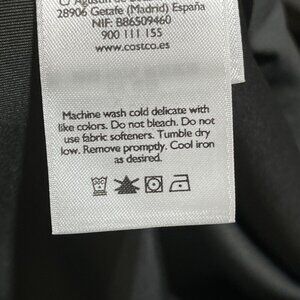 28906 Getafe (Madrid) España
NIF: B86509460
900 111 155
www.costco.es
Machine wash cold delicate with
like colors. Do not bleach. Do not
use fabric softeners. Tumble dry
low. Remove promptly. Cool iron
as desired.